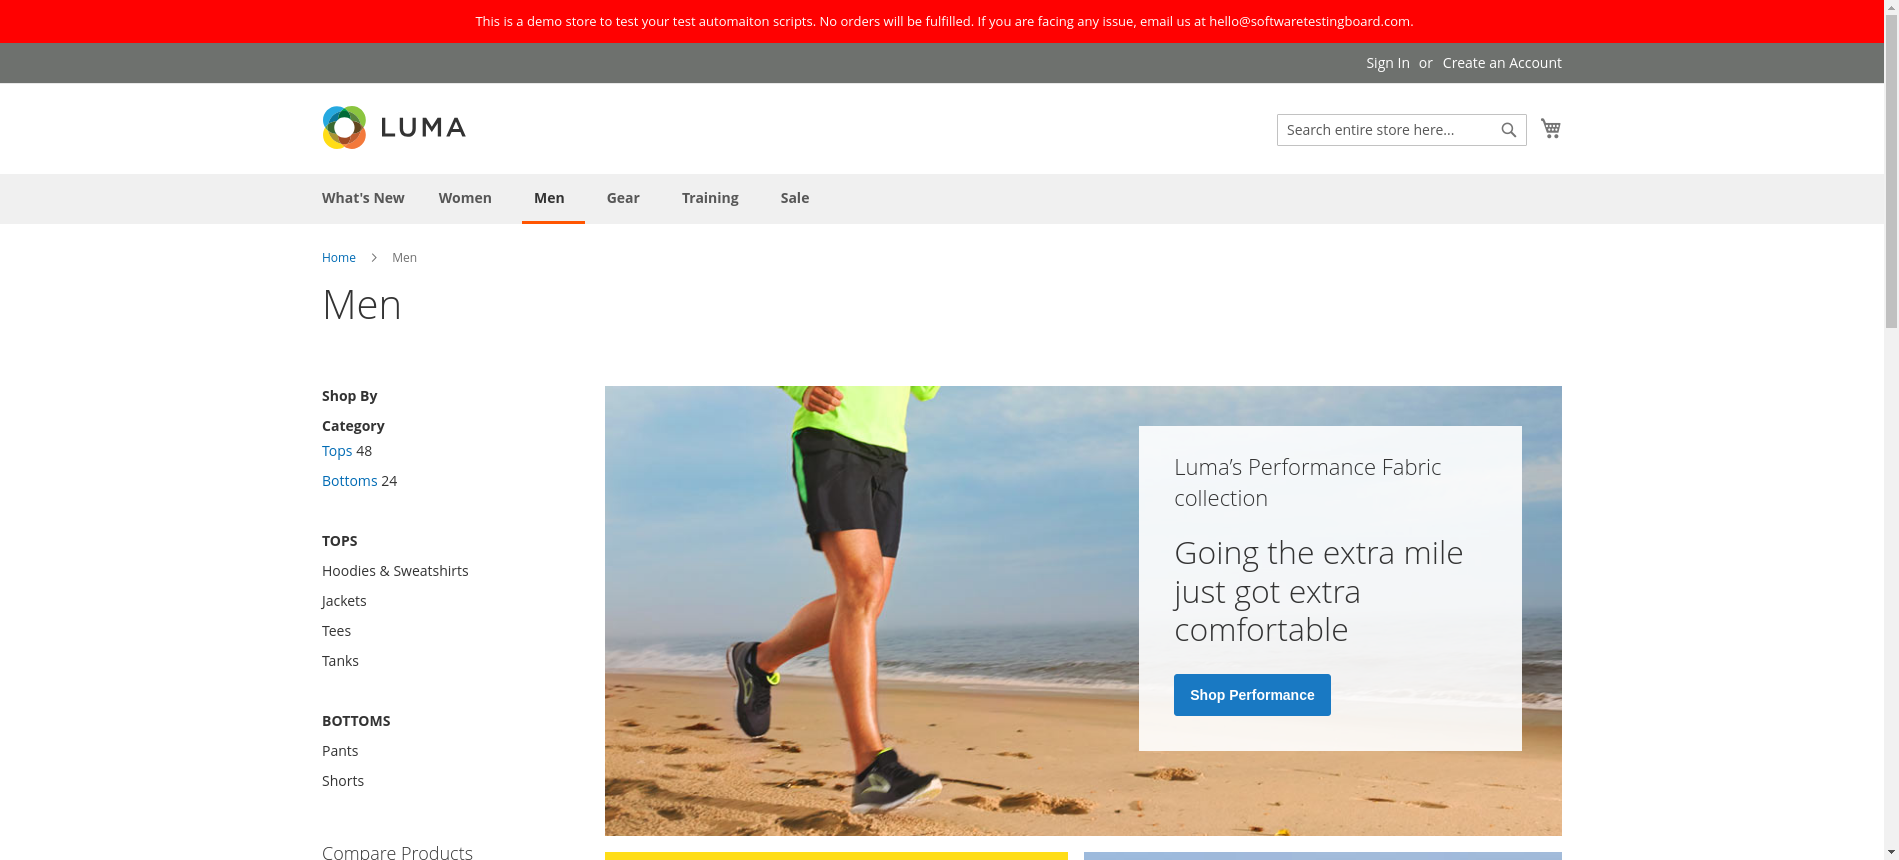 This is a demo store to test your test automaiton scripts. No orders will be fulfilled. If you are facing any issue, email us at hello@softwaretestingboard.com.
Sign In or Create an Account
LUMA
Search entire store here...
What's New Women Men Gear Training Sale
Home Men
Men
Shop By
Category
Tops 48
Bottoms 24
TOPS
Hoodies & Sweatshirts
Jackets
Tees
Tanks
BOTTOMS
Pants
Shorts
Compare Products
Luma’s Performance Fabric
collection
Going the extra mile
just got extra
comfortable
Shop Performance